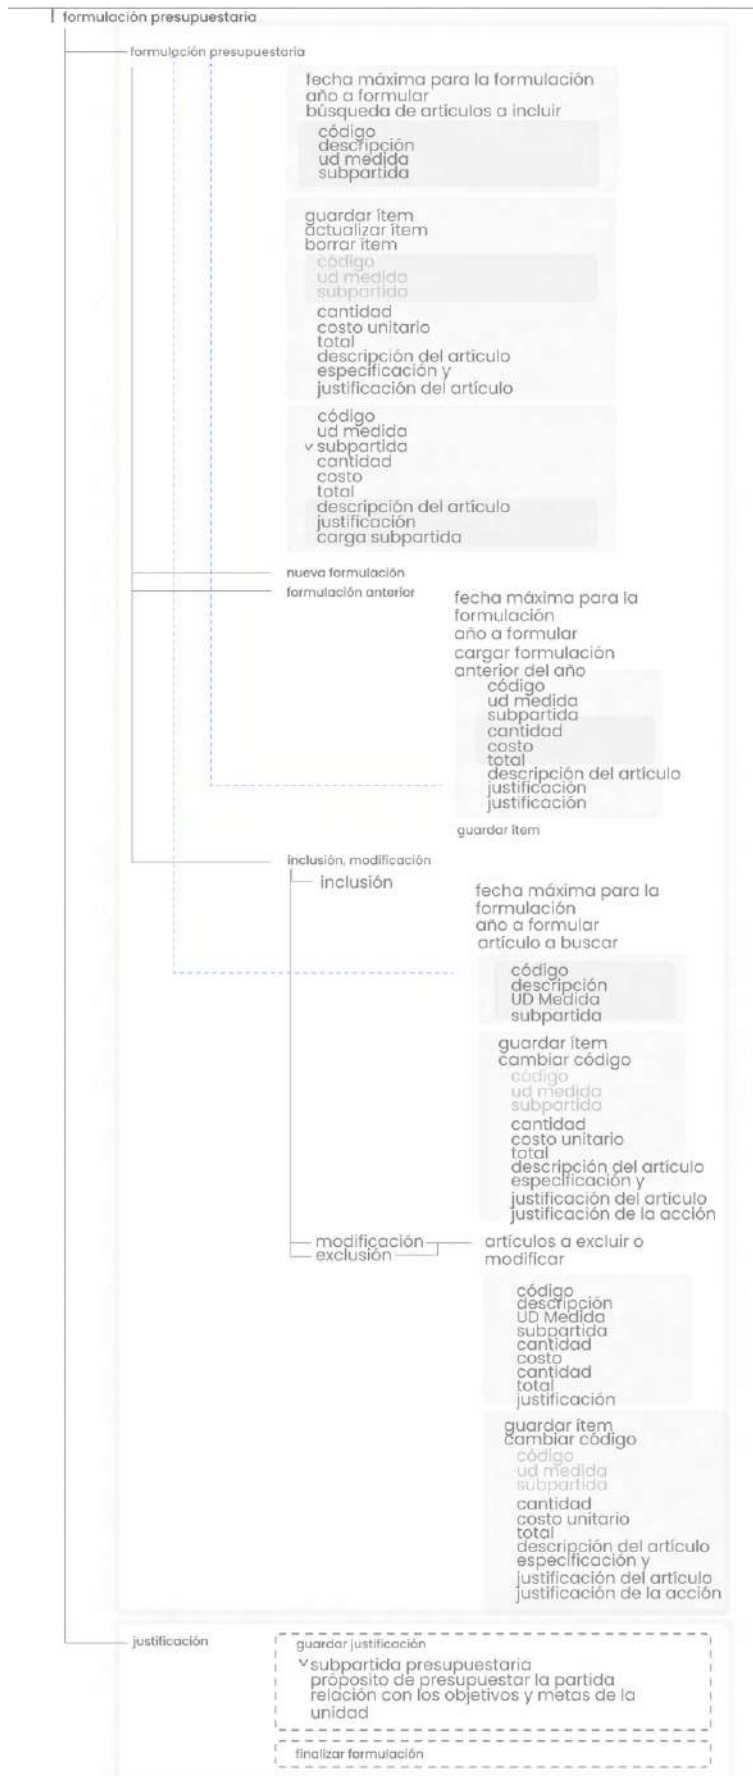 formulación presupuestaria
formulación presupuestaria
fecha máxima para la formulación
año a formular
búsqueda de artículos a incluir
código
descripción
ud medida
subpartida
guardar ítem
actualizar ítem
borrar ítem
código
ud medida
subpartida
cantidad
costo unitario
total
descripción del artículo
especificación y
justificación del artículo
código
ud medida
subpartida
cantidad
costo
total
descripción del artículo
justificación
carga subpartida
nueva formulación
formulación anterior
fecha máxima para la
formulación
año a formular
cargar formulación
anterior del año
código
ud medida
subpartida
cantidad
costo
total
descripción del artículo
justificación
justificación
guardar ítem
inclusión, modificación
inclusión
fecha máxima para la
formulación
año a formular
artículo a buscar
código
descripción
UD Medida
subpartida
guardar ítem
cambiar código
código
ud medida
subpartida
cantidad
costo unitario
total
descripción del artículo
especificación y
justificación del artículo
justificación de la acción
modificación
exclusión
artículos a excluir o
modificar
código
descripción
UD Medida
subpartida
cantidad
costo
cantidad
total
justificación
guardar ítem
cambiar código
código
ud medida
subpartida
cantidad
costo unitario
total
descripción del artículo
especificación y
justificación del artículo
justificación de la acción
justificación
guardar justificación
subpartida presupuestaria
propósito de presupuestar la partida
relación con los objetivos y metas de la
unidad
finalizar formulación